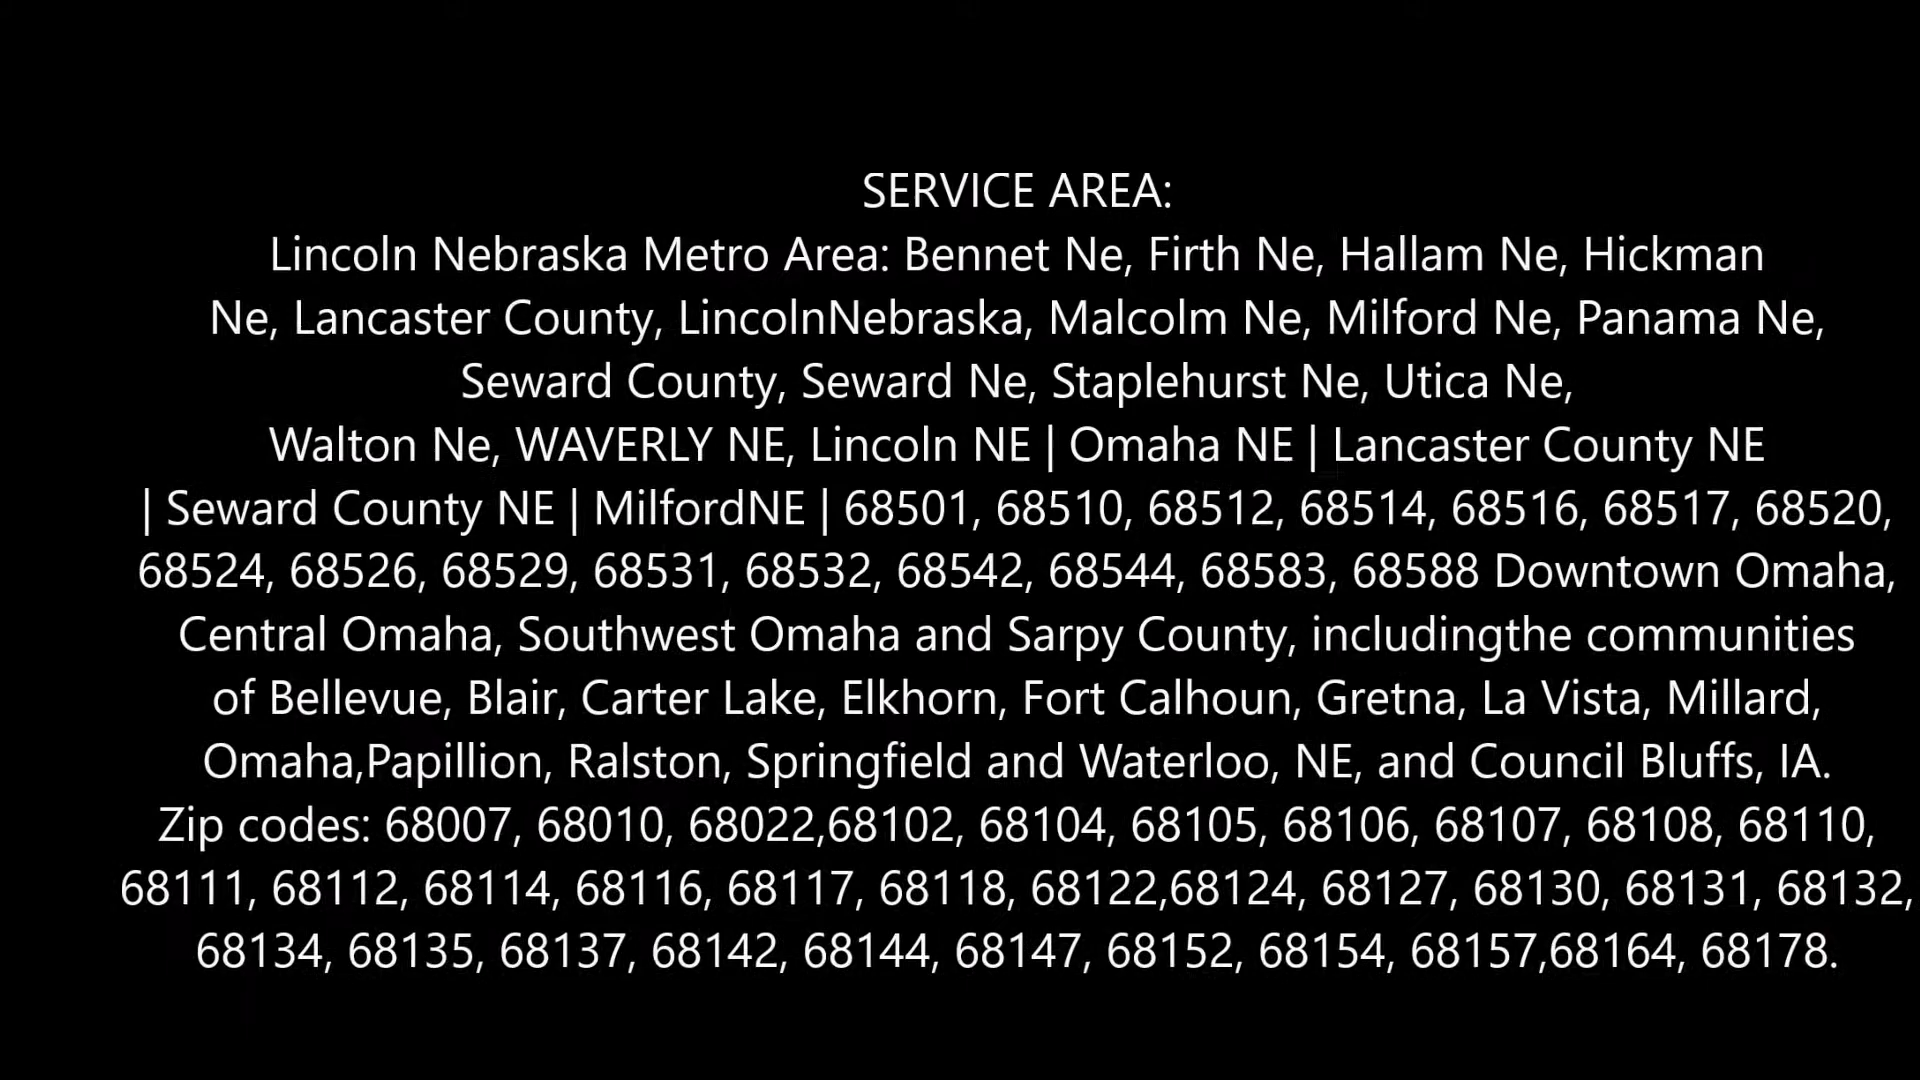 SERVICE AREA:
Lincoln Nebraska Metro Area: Bennet Ne, Firth Ne, Hallam Ne, Hickman
Ne, Lancaster County, LincolnNebraska, Malcolm Ne, Milford Ne, Panama Ne,
Seward County, Seward Ne, Staplehurst Ne, Utica Ne,
Walton Ne, WAVERLY NE, Lincoln NE | Omaha NE | Lancaster County NE
| Seward County NE | MilfordNE | 68501, 68510, 68512, 68514, 68516, 68517, 68520,
68524, 68526, 68529, 68531, 68532, 68542, 68544, 68583, 68588 Downtown Omaha,
Central Omaha, Southwest Omaha and Sarpy County, includingthe communities
of Bellevue, Blair, Carter Lake, Elkhorn, Fort Calhoun, Gretna, La Vista, Millard,
Omaha,Papillion, Ralston, Springfield and Waterloo, NE, and Council Bluffs, IA.
Zip codes: 68007, 68010, 68022,68102, 68104, 68105, 68106, 68107, 68108, 68110,
68111, 68112, 68114, 68116, 68117, 68118, 68122,68124, 68127, 68130, 68131, 68132,
68134, 68135, 68137, 68142, 68144, 68147, 68152, 68154, 68157,68164, 68178.